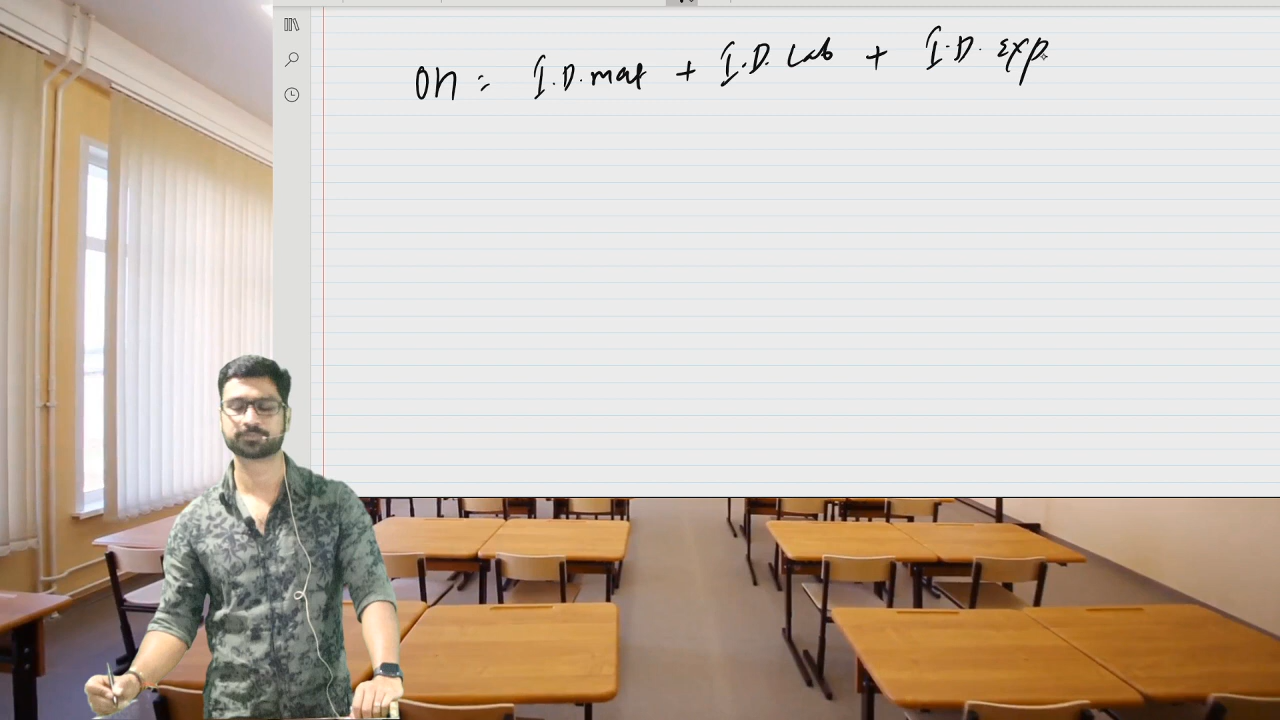 OH = I.D. mat + I.D. Lab + I.D. exp.